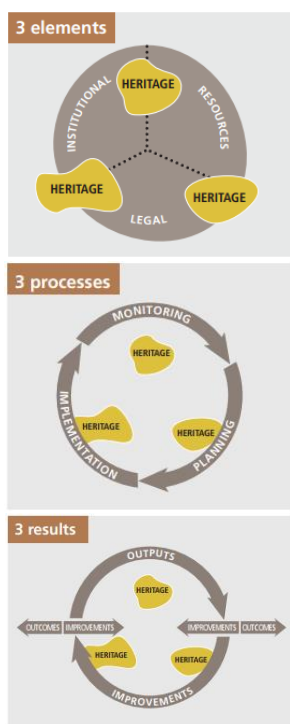 3 elements
HERITAGE
INSTITUTIONAL
RESOURCES
HERITAGE
HERITAGE
LEGAL
3 processes
MONITORING
HERITAGE
IMPLEMENTATION
HERITAGE
HERITAGE
PLANNING
3 results
OUTPUTS
HERITAGE
OUTCOMES IMPROVEMENTS
IMPROVEMENTS OUTCOMES
HERITAGE
HERITAGE
IMPROVEMENTS